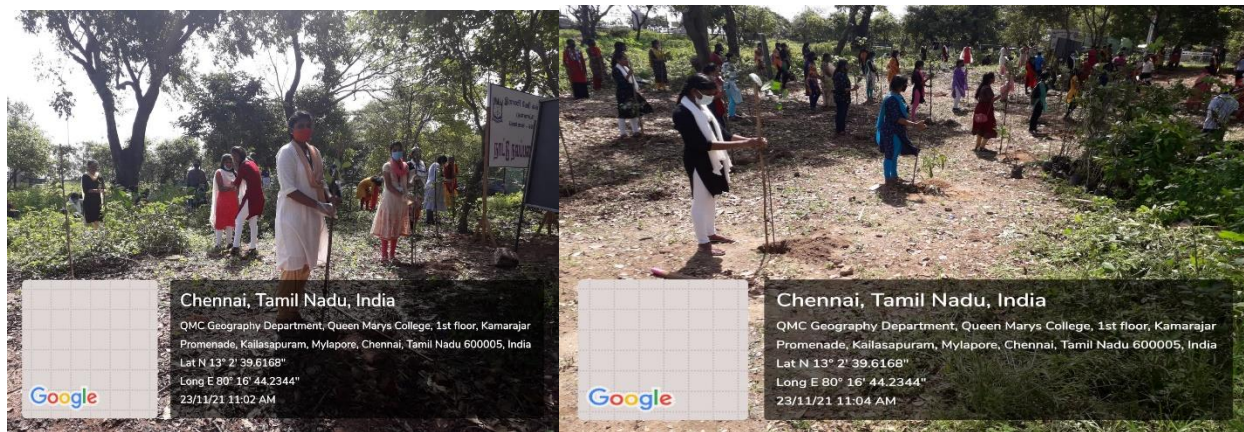 Google
Chennai, Tamil Nadu, India
QMC Geography Department, Queen Marys College, 1st floor, Kamarajar
Promenade, Kailasapuram, Mylapore, Chennai, Tamil Nadu 600005, India
Lat N 13° 2' 39.6168"
Long E 80° 16' 44.2344"
23/11/21 11:02 AM
Google
Chennai, Tamil Nadu, India
QMC Geography Department, Queen Marys College, 1st floor, Kamarajar
Promenade, Kailasapuram, Mylapore, Chennai, Tamil Nadu 600005, India
Lat N 13° 2' 39.6168"
Long E 80° 16' 44.2344"
23/11/21 11:04 AM